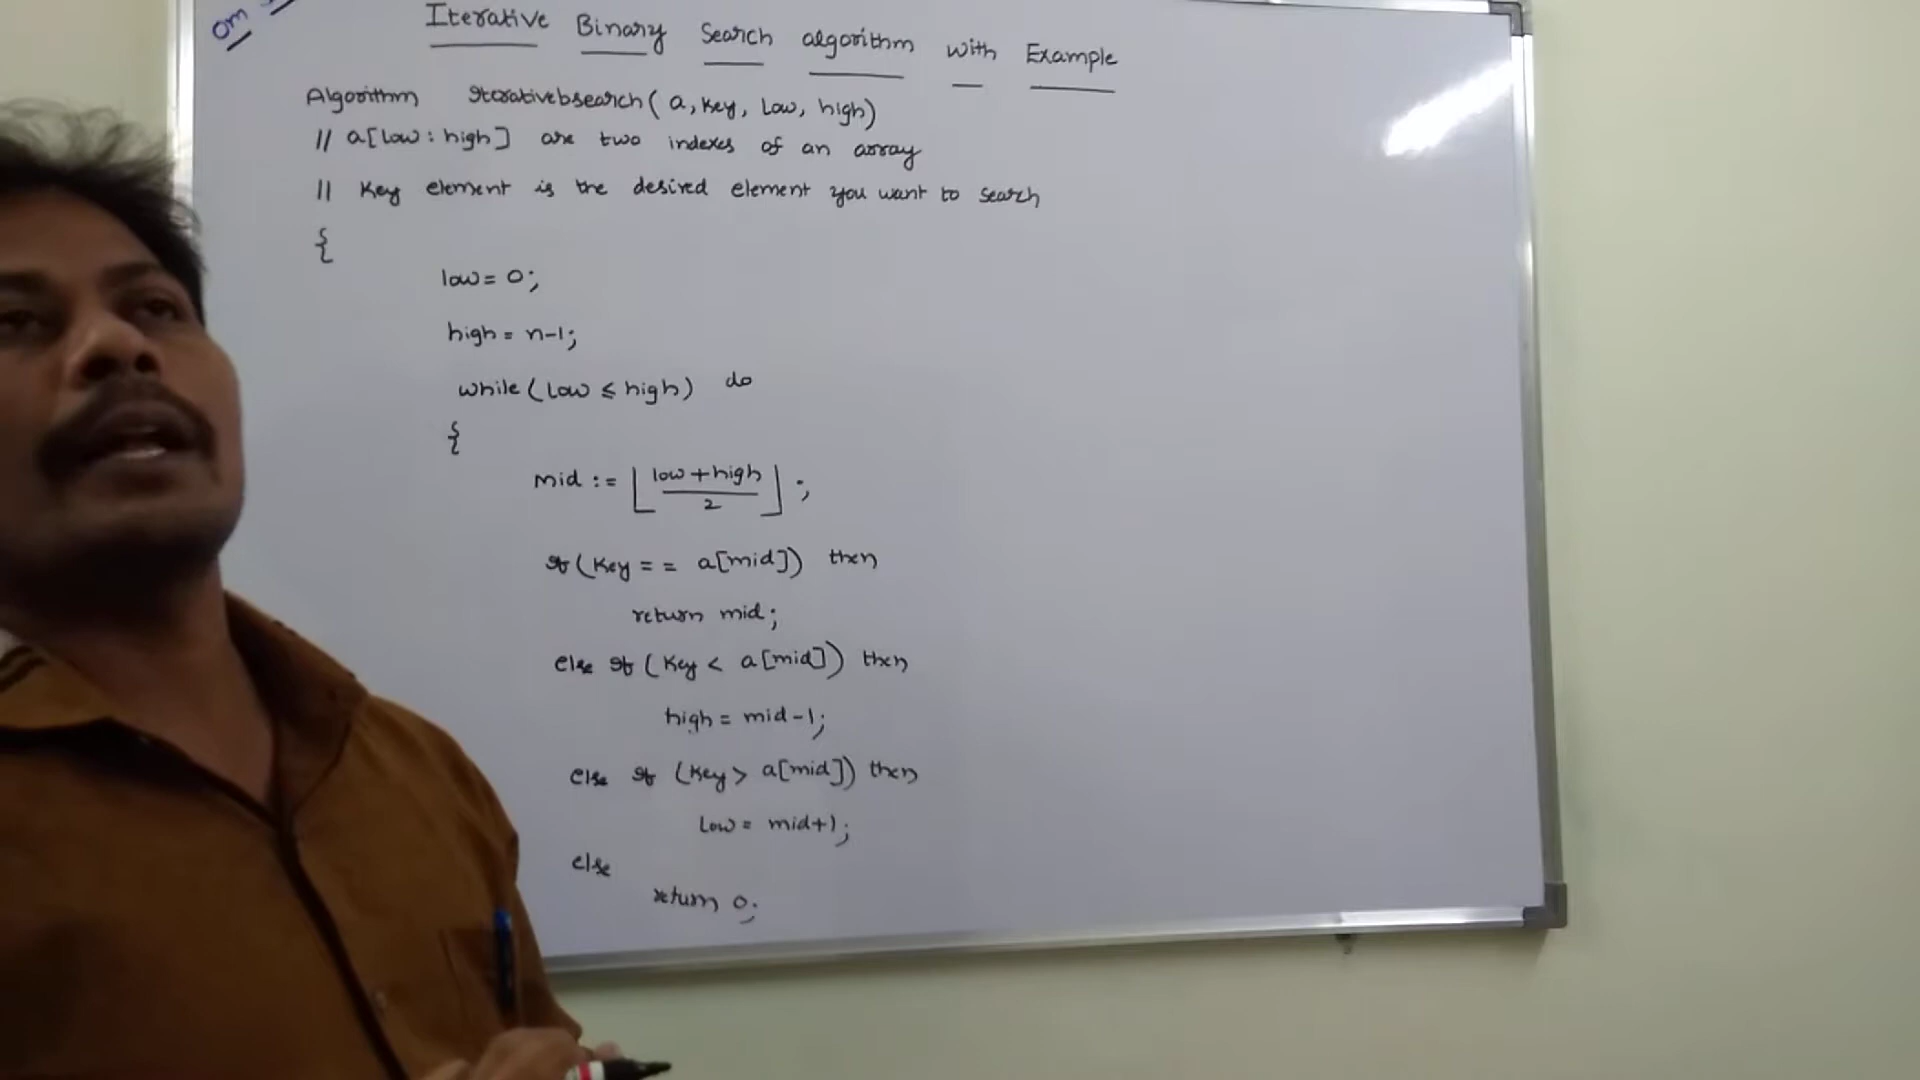 Om
Iterative Binary Search algorithm with Example
Algorithm Iterativebsearch( a, key, low, high)
// a[low : high] are two indexes of an array
// Key element is the desired element you want to search
{
low = 0;
high = n-1;
while(low ≤ high) do
{
mid := ⌊low+high/2⌋ ;
If (Key == a[mid]) then
return mid;
else If (Key < a[mid]) then
high = mid-1;
else If (Key > a[mid]) then
low = mid+1;
else
return 0;